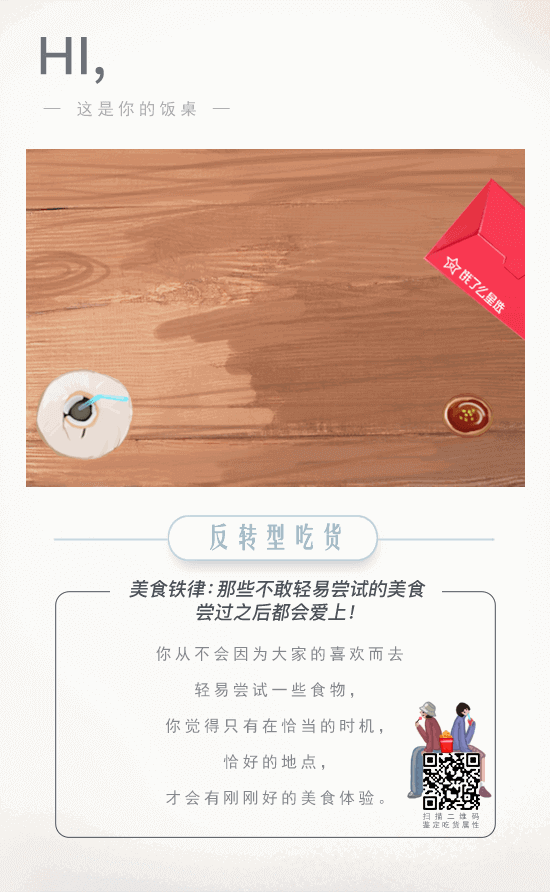 HI,
— 这是你的饭桌 —
饿了么星选
反转型吃货
美食铁律：那些不敢轻易尝试的美食
尝过之后都会爱上！
你从不会因为大家的喜欢而去
轻易尝试一些食物，
你觉得只有在恰当的时机，
恰好的地点，
才会有刚刚好的美食体验。
扫描二维码
鉴定吃货属性